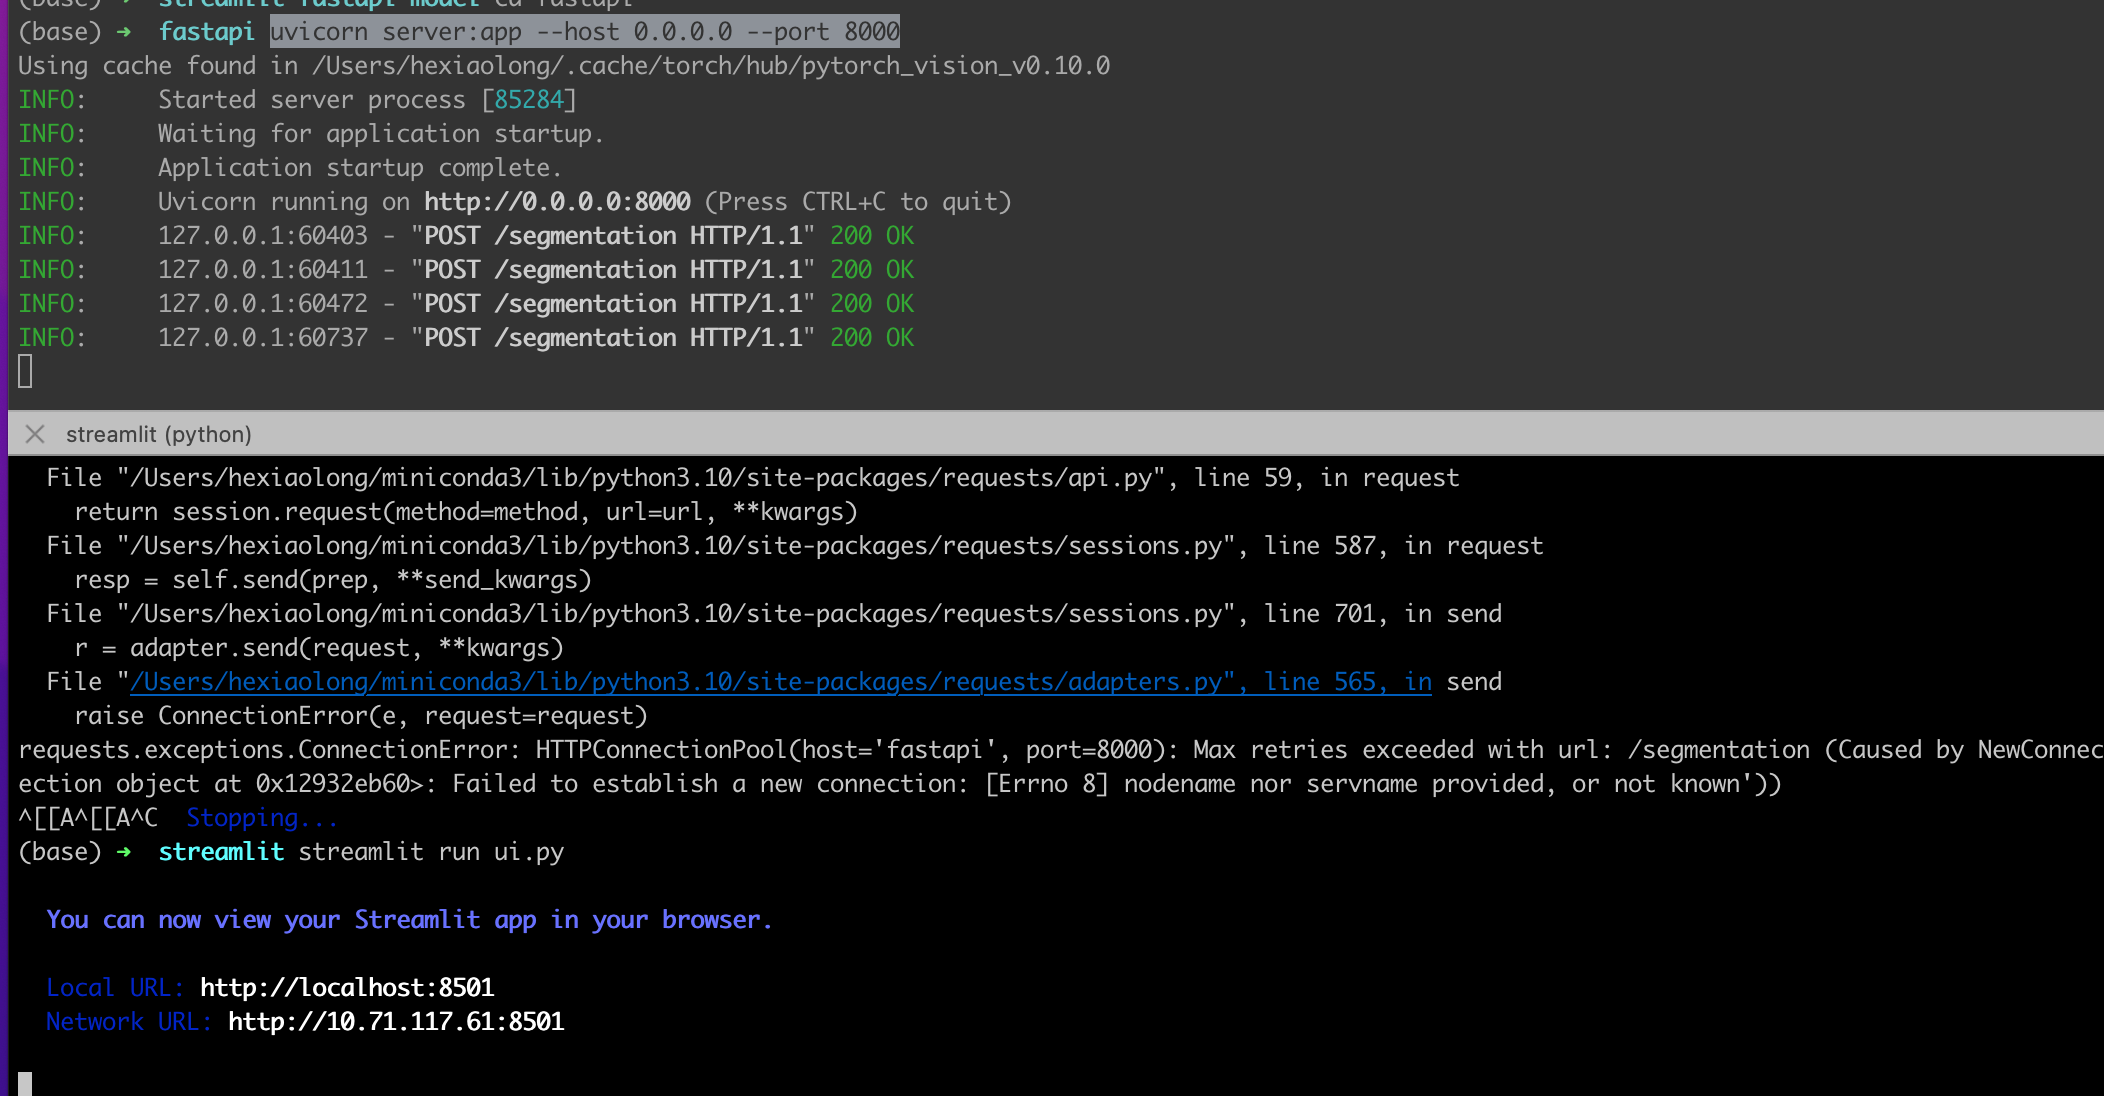 (base) → streamlit-fastapi-model cd fastapi
(base) → fastapi uvicorn server:app --host 0.0.0.0 --port 8000
Using cache found in /Users/hexiaolong/.cache/torch/hub/pytorch_vision_v0.10.0
INFO:     Started server process [85284]
INFO:     Waiting for application startup.
INFO:     Application startup complete.
INFO:     Uvicorn running on http://0.0.0.0:8000 (Press CTRL+C to quit)
INFO:     127.0.0.1:60403 - "POST /segmentation HTTP/1.1" 200 OK
INFO:     127.0.0.1:60411 - "POST /segmentation HTTP/1.1" 200 OK
INFO:     127.0.0.1:60472 - "POST /segmentation HTTP/1.1" 200 OK
INFO:     127.0.0.1:60737 - "POST /segmentation HTTP/1.1" 200 OK
streamlit (python)
File "/Users/hexiaolong/miniconda3/lib/python3.10/site-packages/requests/api.py", line 59, in request
return session.request(method=method, url=url, **kwargs)
File "/Users/hexiaolong/miniconda3/lib/python3.10/site-packages/requests/sessions.py", line 587, in request
resp = self.send(prep, **send_kwargs)
File "/Users/hexiaolong/miniconda3/lib/python3.10/site-packages/requests/sessions.py", line 701, in send
r = adapter.send(request, **kwargs)
File "/Users/hexiaolong/miniconda3/lib/python3.10/site-packages/requests/adapters.py", line 565, in send
raise ConnectionError(e, request=request)
requests.exceptions.ConnectionError: HTTPConnectionPool(host='fastapi', port=8000): Max retries exceeded with url: /segmentation (Caused by NewConnec
ection object at 0x12932eb60>: Failed to establish a new connection: [Errno 8] nodename nor servname provided, or not known'))
^[[A^[[A^C  Stopping...
(base) → streamlit streamlit run ui.py
You can now view your Streamlit app in your browser.
Local URL: http://localhost:8501
Network URL: http://10.71.117.61:8501